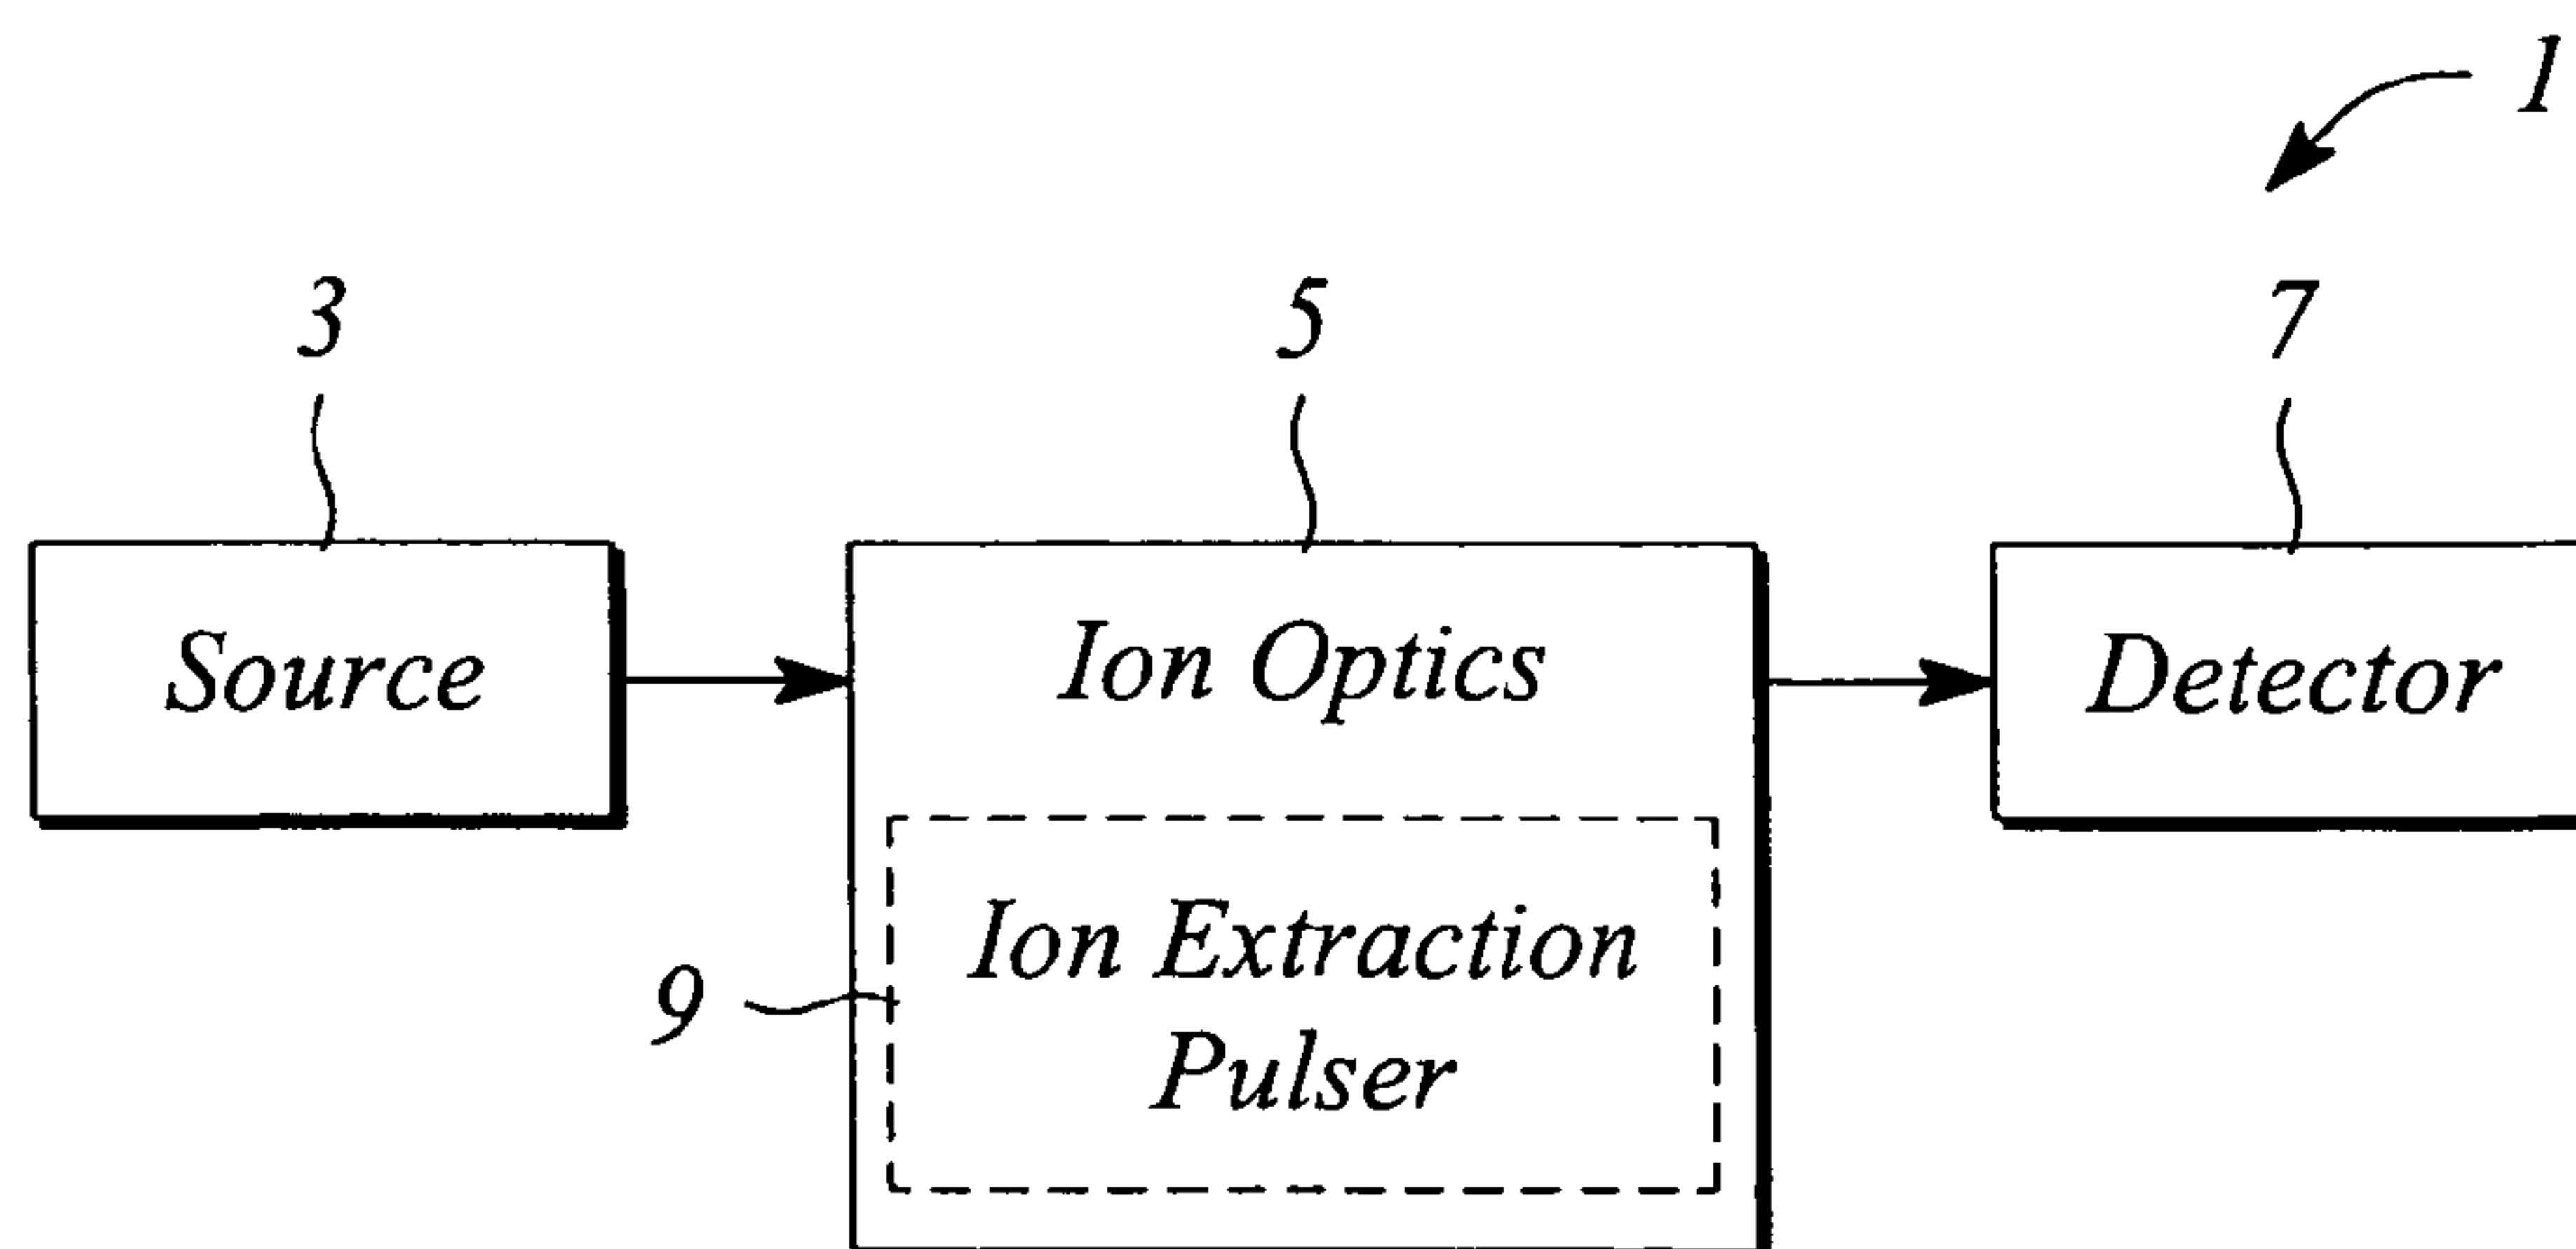 1
3
5
7
Source
Ion Optics
Detector
Ion Extraction
9
Pulser